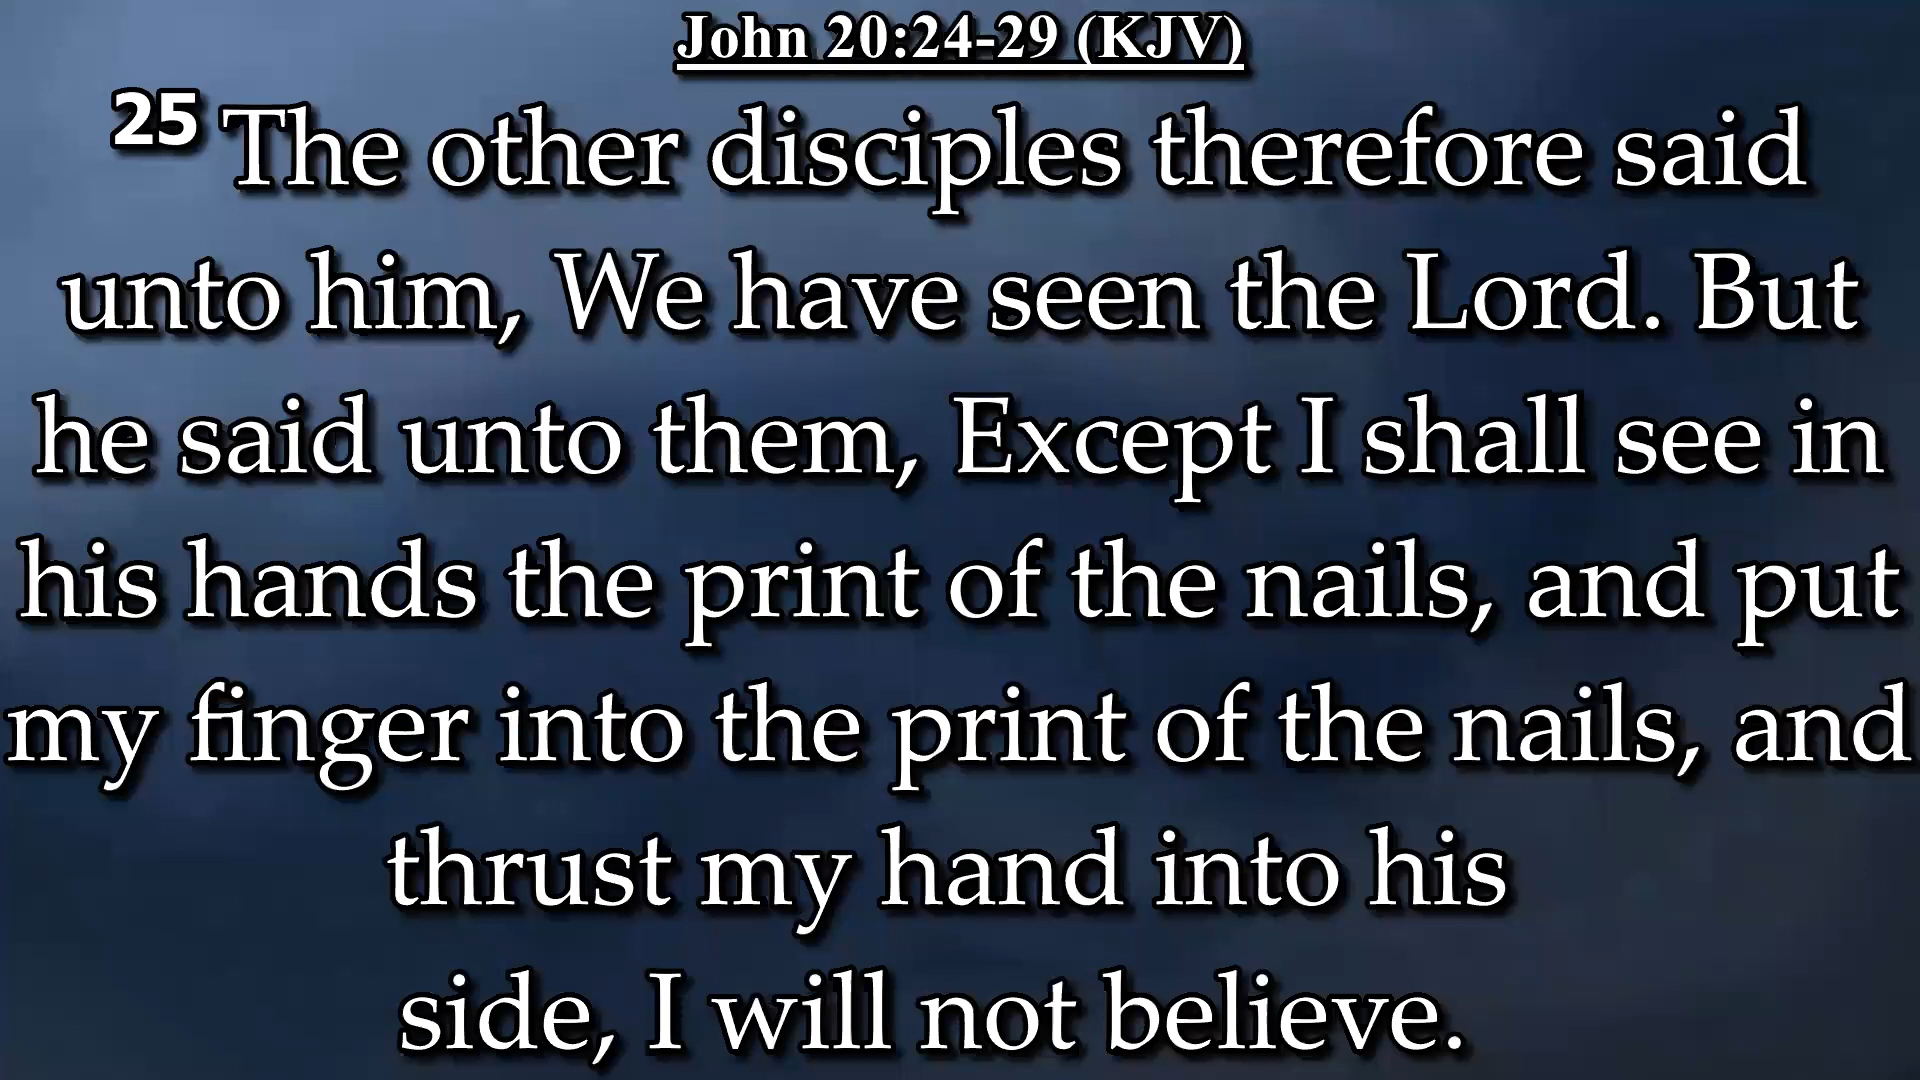 John 20:24-29 (KJV)
25 The other disciples therefore said
unto him, We have seen the Lord. But
he said unto them, Except I shall see in
his hands the print of the nails, and put
my finger into the print of the nails, and
thrust my hand into his
side, I will not believe.